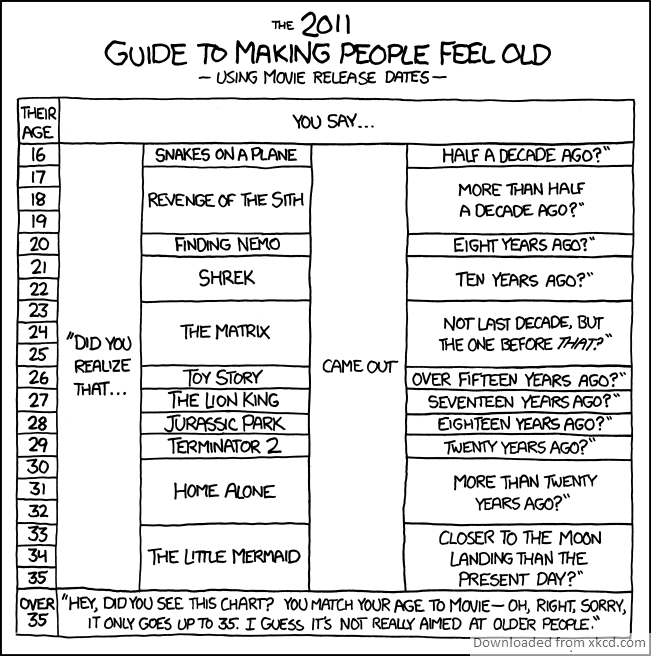 THE 2011
GUIDE TO MAKING PEOPLE FEEL OLD
— USING MOVIE RELEASE DATES —
THEIR AGE
YOU SAY...
16
17
18
19
20
21
22
23
24
25
26
27
28
29
30
31
32
33
34
35
"DID YOU
REALIZE
THAT...
SNAKES ON A PLANE
REVENGE OF THE SITH
FINDING NEMO
SHREK
THE MATRIX
TOY STORY
THE LION KING
JURASSIC PARK
TERMINATOR 2
HOME ALONE
THE LITTLE MERMAID
CAME OUT
HALF A DECADE AGO?"
MORE THAN HALF
A DECADE AGO?"
EIGHT YEARS AGO?"
TEN YEARS AGO?"
NOT LAST DECADE, BUT
THE ONE BEFORE THAT?"
OVER FIFTEEN YEARS AGO?"
SEVENTEEN YEARS AGO?"
EIGHTEEN YEARS AGO?"
TWENTY YEARS AGO?"
MORE THAN TWENTY
YEARS AGO?"
CLOSER TO THE MOON
LANDING THAN THE
PRESENT DAY?"
OVER
35
"HEY, DID YOU SEE THIS CHART? YOU MATCH YOUR AGE TO MOVIE—OH, RIGHT, SORRY,
IT ONLY GOES UP TO 35. I GUESS IT'S NOT REALLY AIMED AT OLDER PEOPLE."
Downloaded from xkcd.com